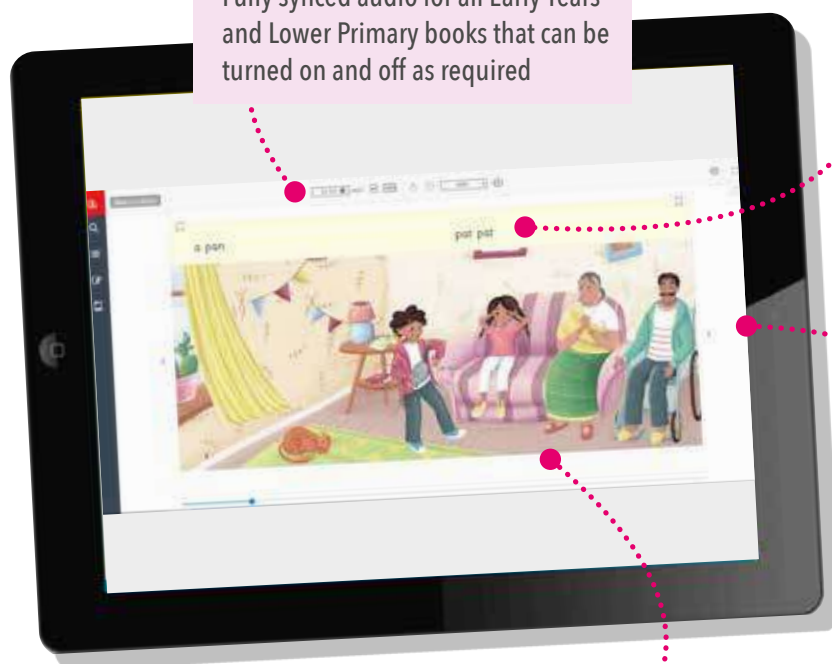 Fully synced audio for all Early Years
and Lower Primary books that can be
turned on and off as required
a pan
pat pat